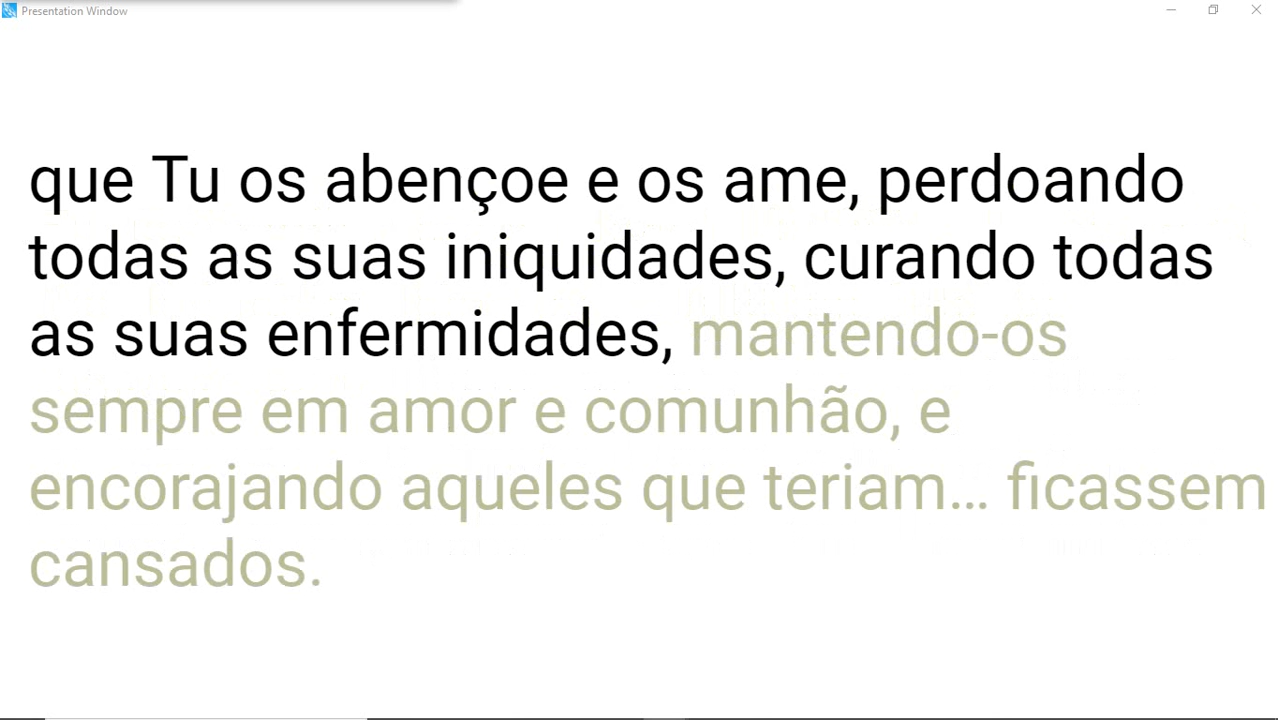 Presentation Window
que Tu os abençoe e os ame, perdoando
todas as suas iniquidades, curando todas
as suas enfermidades, mantendo-os
sempre em amor e comunhão, e
encorajando aqueles que teriam... ficassem
cansados.